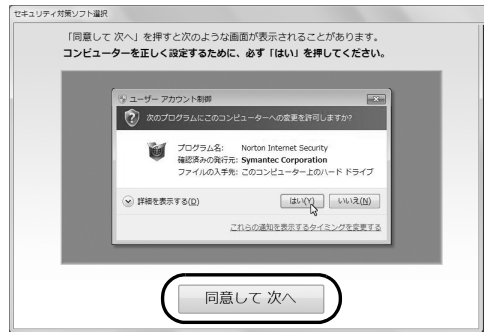 セキュリティ対策ソフト選択
「同意して 次へ」を押すと次のような画面が表示されることがあります。
コンピューターを正しく設定するために、必ず「はい」を押してください。
ユーザー アカウント制御
次のプログラムにこのコンピューターへの変更を許可しますか?
プログラム名: Norton Internet Security
確認済みの発行元: Symantec Corporation
ファイルの入手先: このコンピューター上のハード ドライブ
詳細を表示する(D) はい(Y) いいえ(N)
これらの通知を表示するタイミングを変更する
同意して 次へ